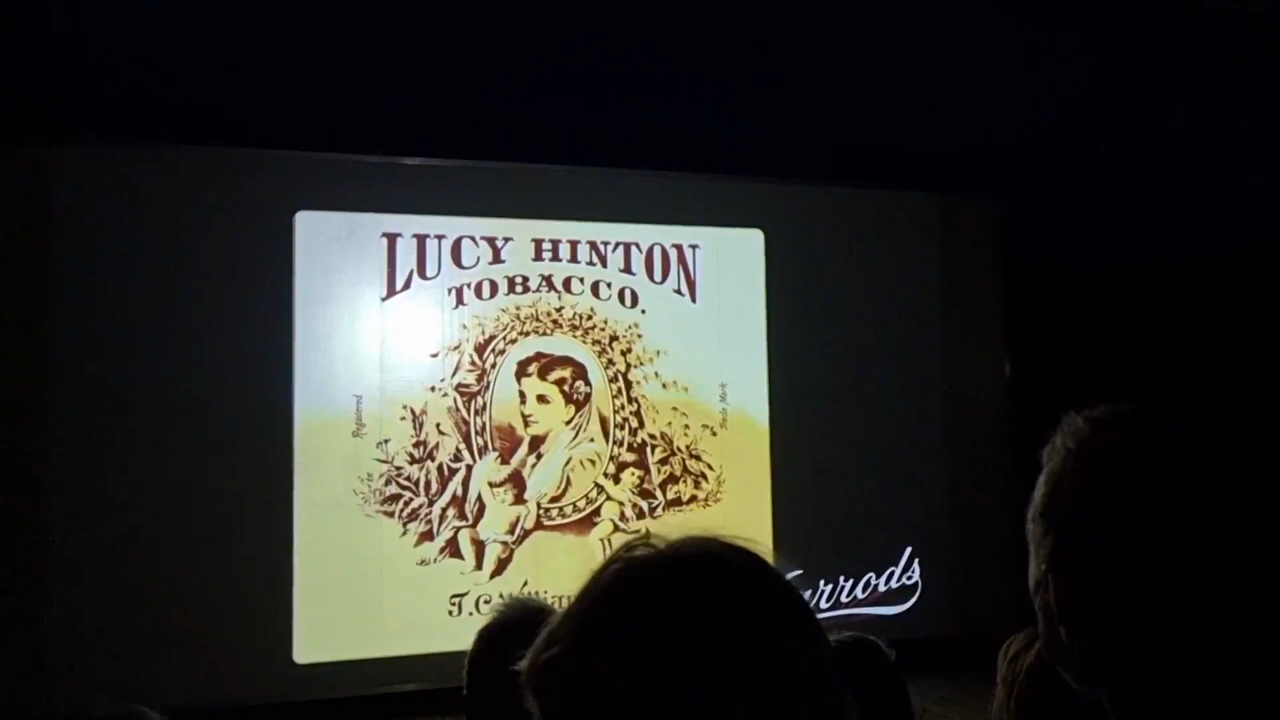 LUCY HINTON
TOBACCO.
Registered
Trade Mark
T.C.